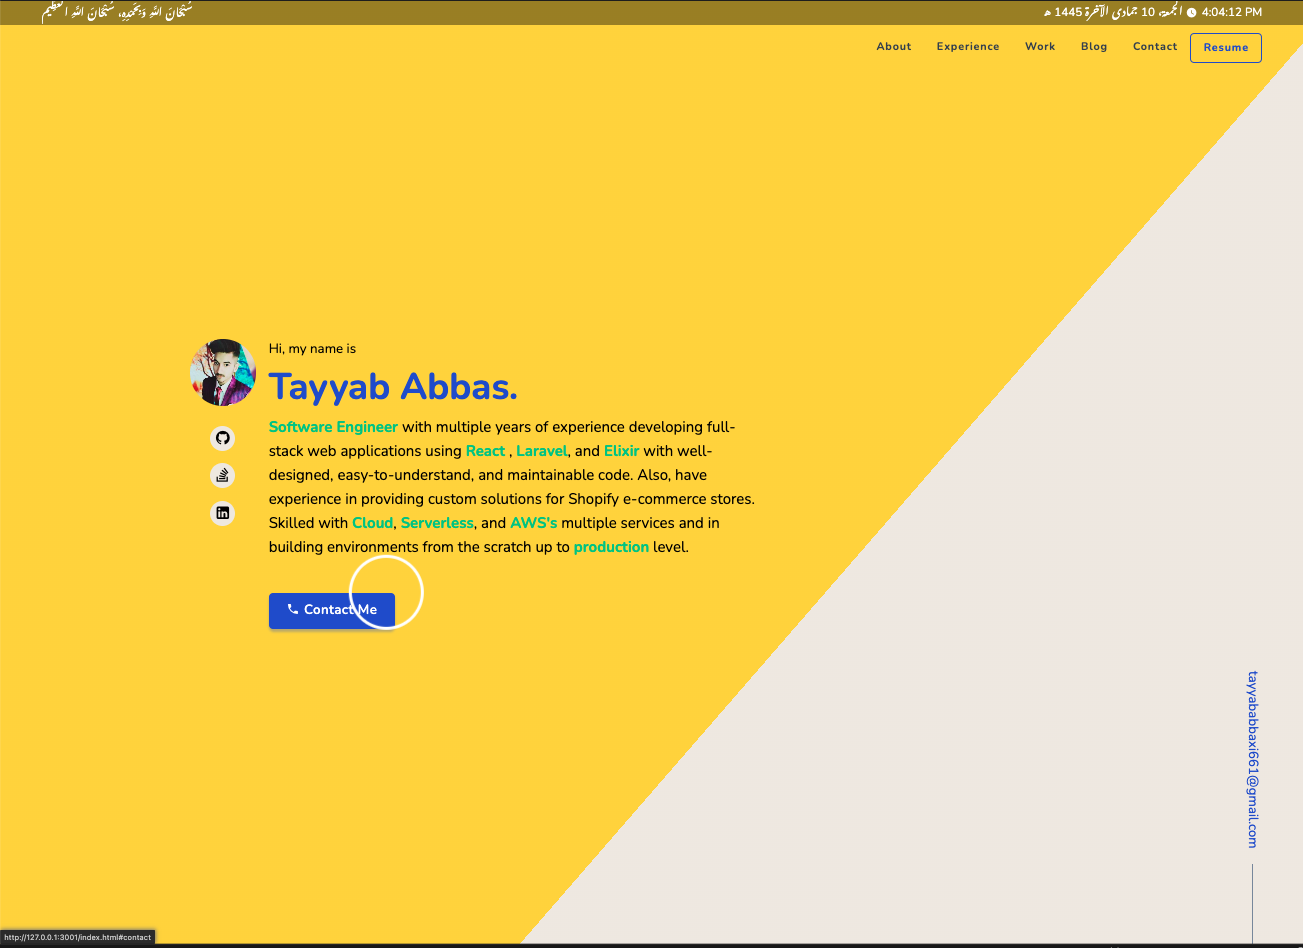 سُبْحَانَ اللَّهِ وَبِحَمْدِهِ، سُبْحَانَ اللَّهِ الْعَظِيمِ
الجمعة، 10 جمادى الآخرة 1445 هـ 4:04:12 PM
About Experience Work Blog Contact Resume
Hi, my name is
Tayyab Abbas.
Software Engineer with multiple years of experience developing full-
stack web applications using React , Laravel, and Elixir with well-
designed, easy-to-understand, and maintainable code. Also, have
experience in providing custom solutions for Shopify e-commerce stores.
Skilled with Cloud, Serverless, and AWS's multiple services and in
building environments from the scratch up to production level.
Contact Me
tayyababbaxi661@gmail.com
http://127.0.0.1:3001/index.html#contact